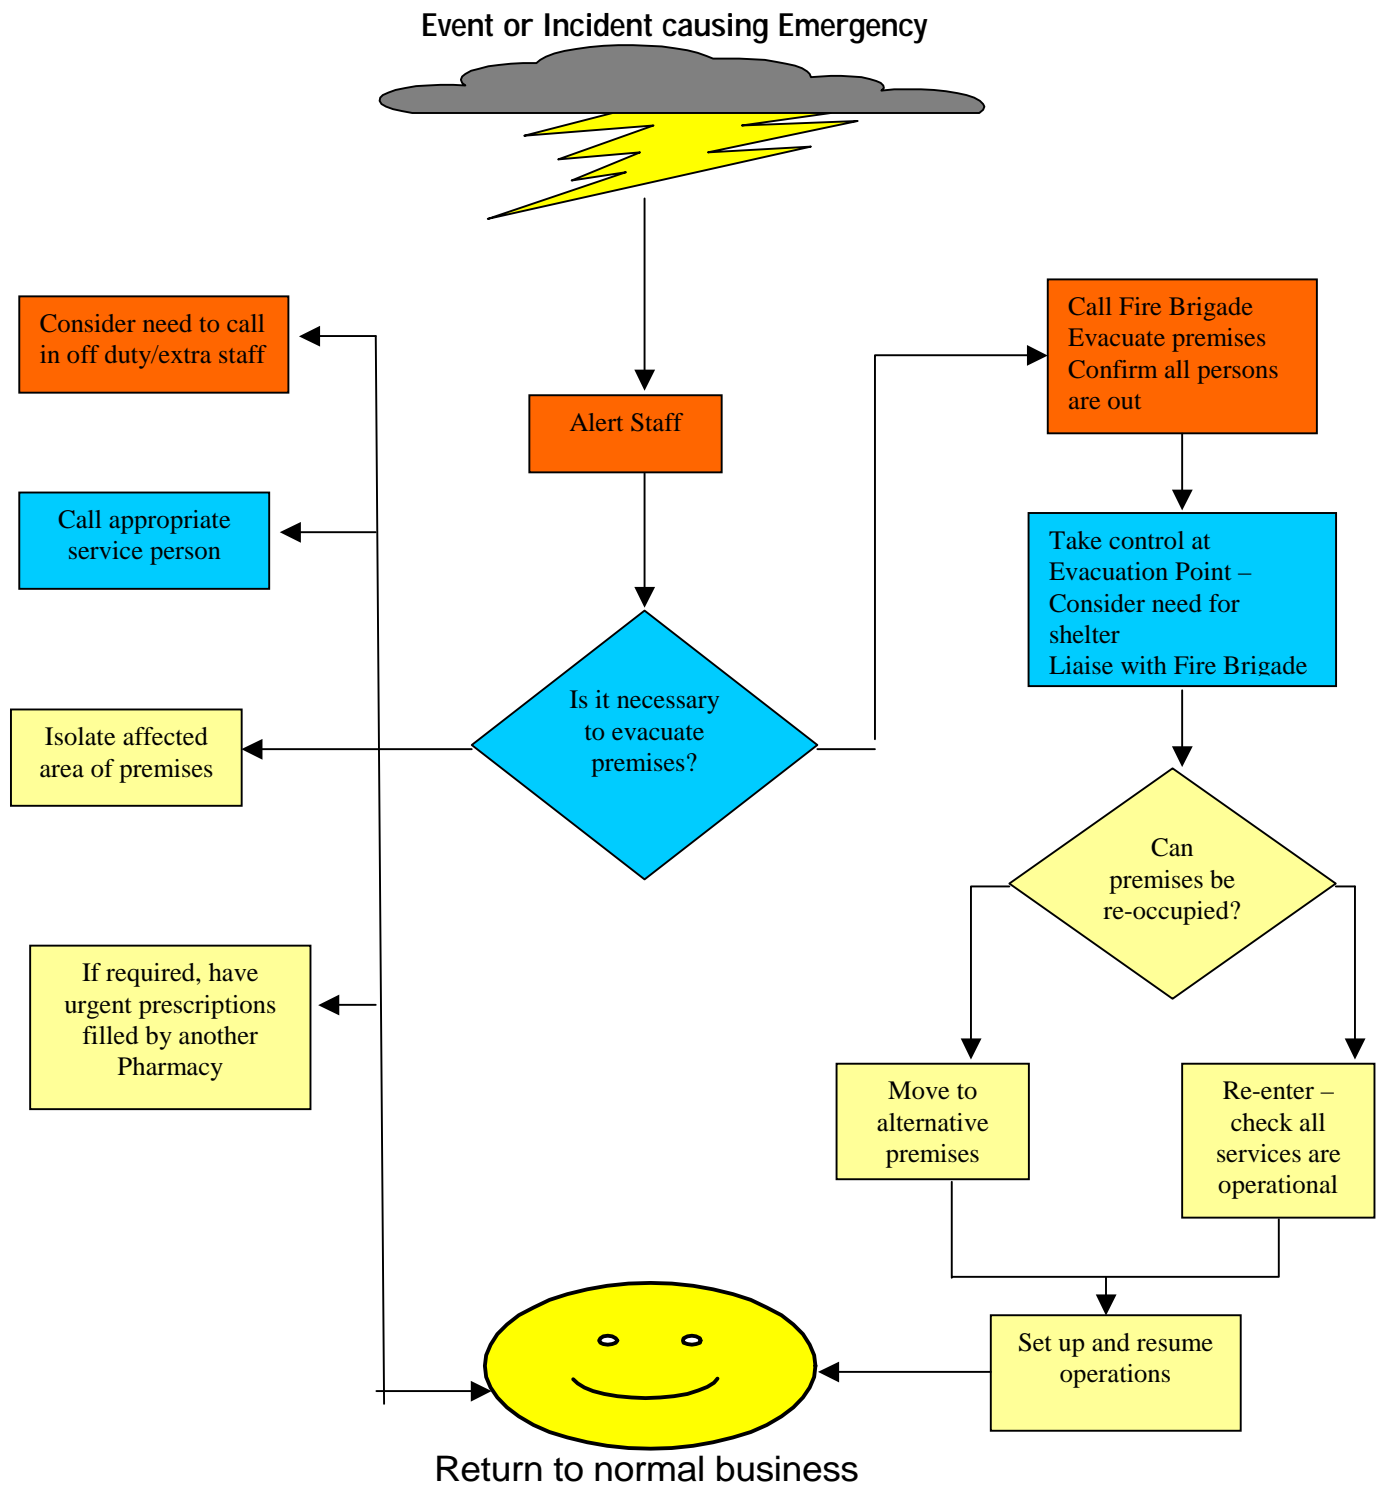 Event or Incident causing Emergency
Consider need to call
in off duty/extra staff
Call Fire Brigade
Evacuate premises
Confirm all persons
are out
Alert Staff
Call appropriate
service person
Take control at
Evacuation Point –
Consider need for
shelter
Liaise with Fire Brigade
Is it necessary
to evacuate
premises?
Isolate affected
area of premises
Can
premises be
re-occupied?
If required, have
urgent prescriptions
filled by another
Pharmacy
Move to
alternative
premises
Re-enter –
check all
services are
operational
Set up and resume
operations
Return to normal business